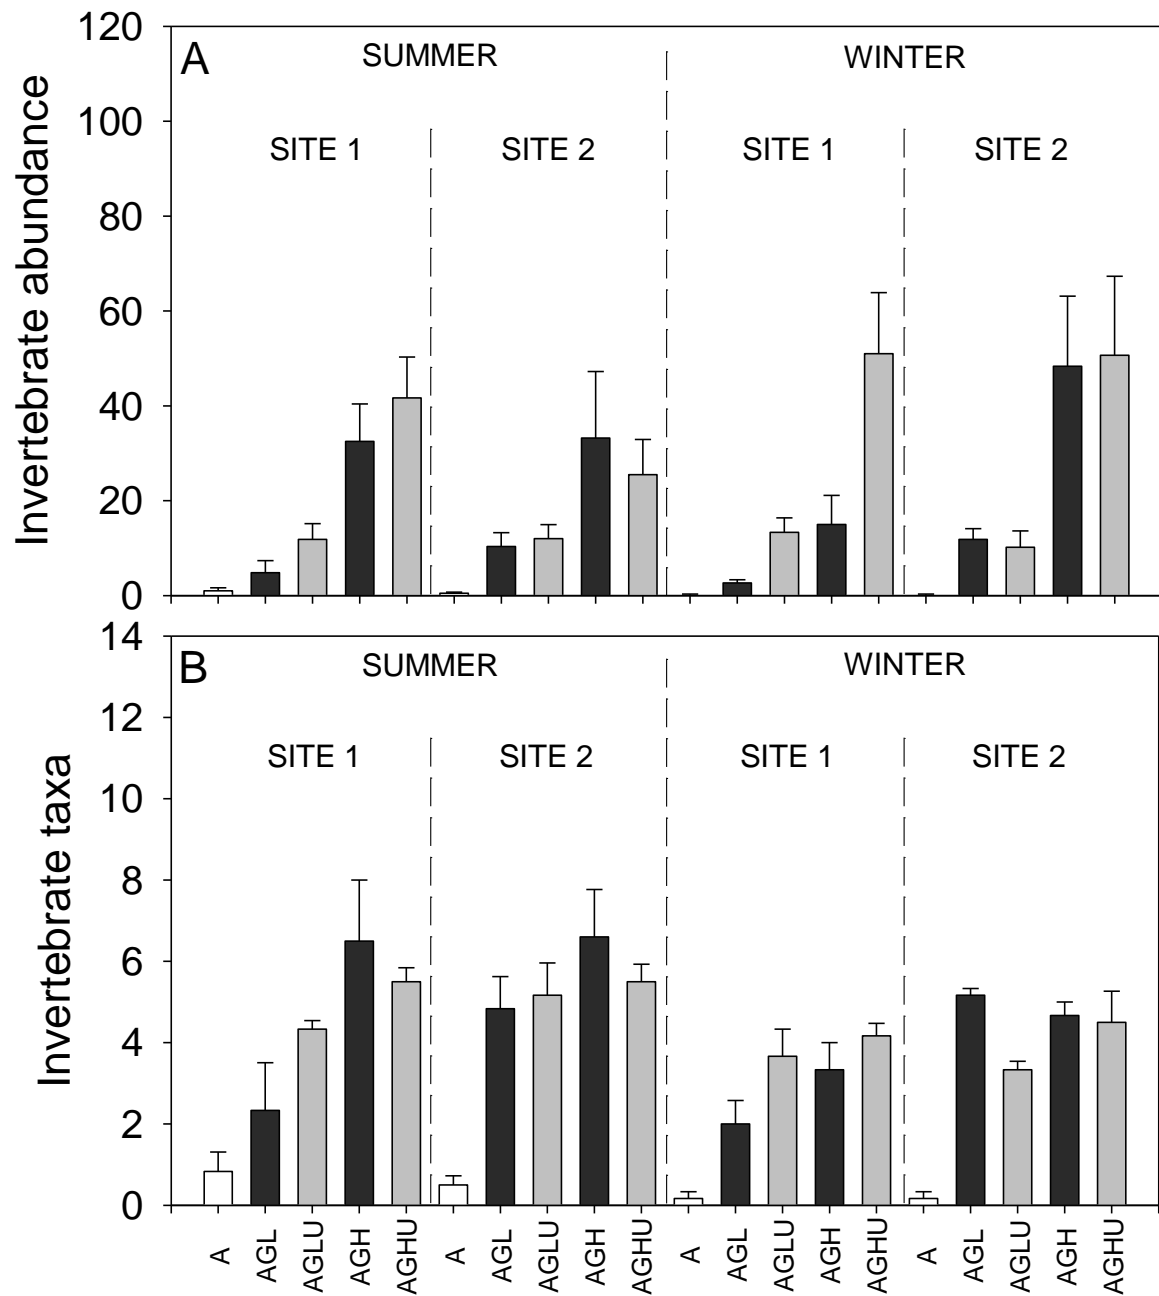 A
SUMMER
WINTER
SITE 1
SITE 2
SITE 1
SITE 2
Invertebrate abundance
120
100
80
60
40
20
0
B
SUMMER
WINTER
SITE 1
SITE 2
SITE 1
SITE 2
Invertebrate taxa
14
12
10
8
6
4
2
0
A
AGL
AGLU
AGH
AGHU
A
AGL
AGLU
AGH
AGHU
A
AGL
AGLU
AGH
AGHU
A
AGL
AGLU
AGH
AGHU